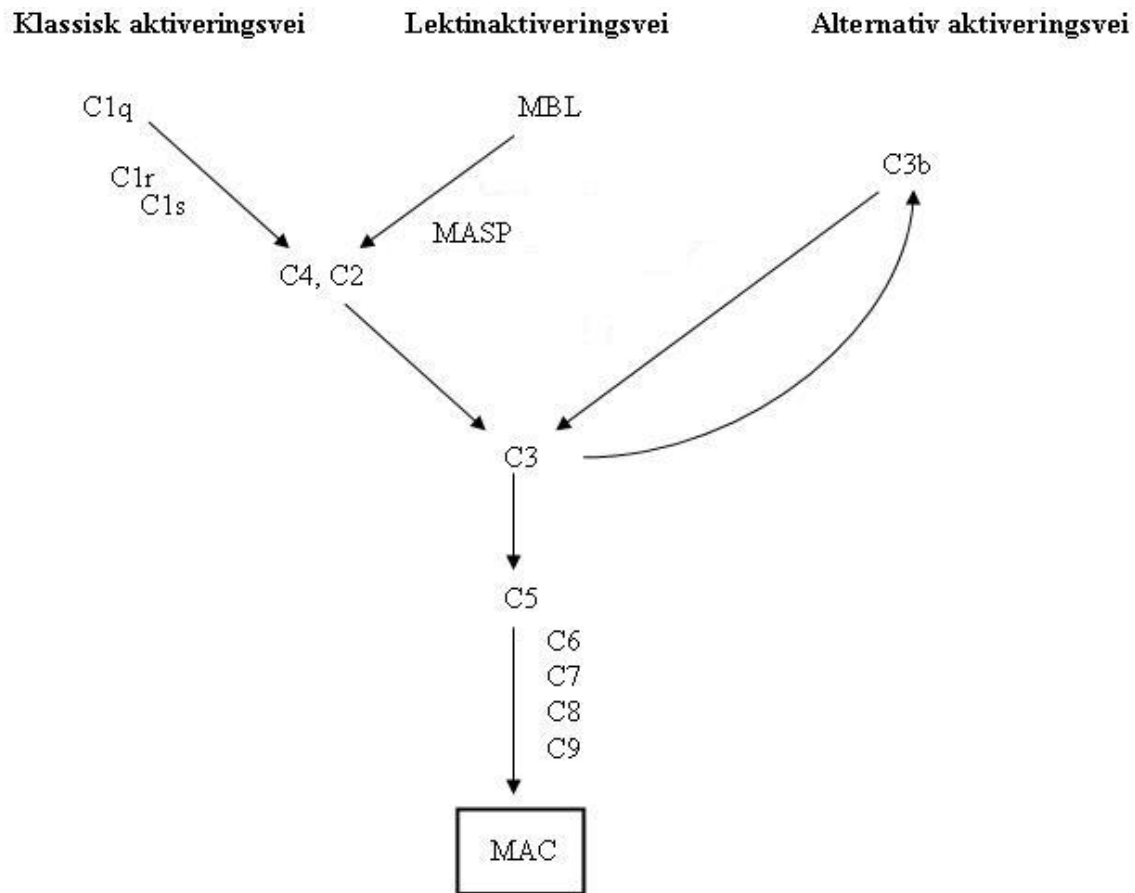 Klassisk aktiveringsvei Lektinaktiveringsvei Alternativ aktiveringsvei
C1q MBL
C3b
C1r
C1s
MASP
C4, C2
C3
C5
C6
C7
C8
C9
MAC